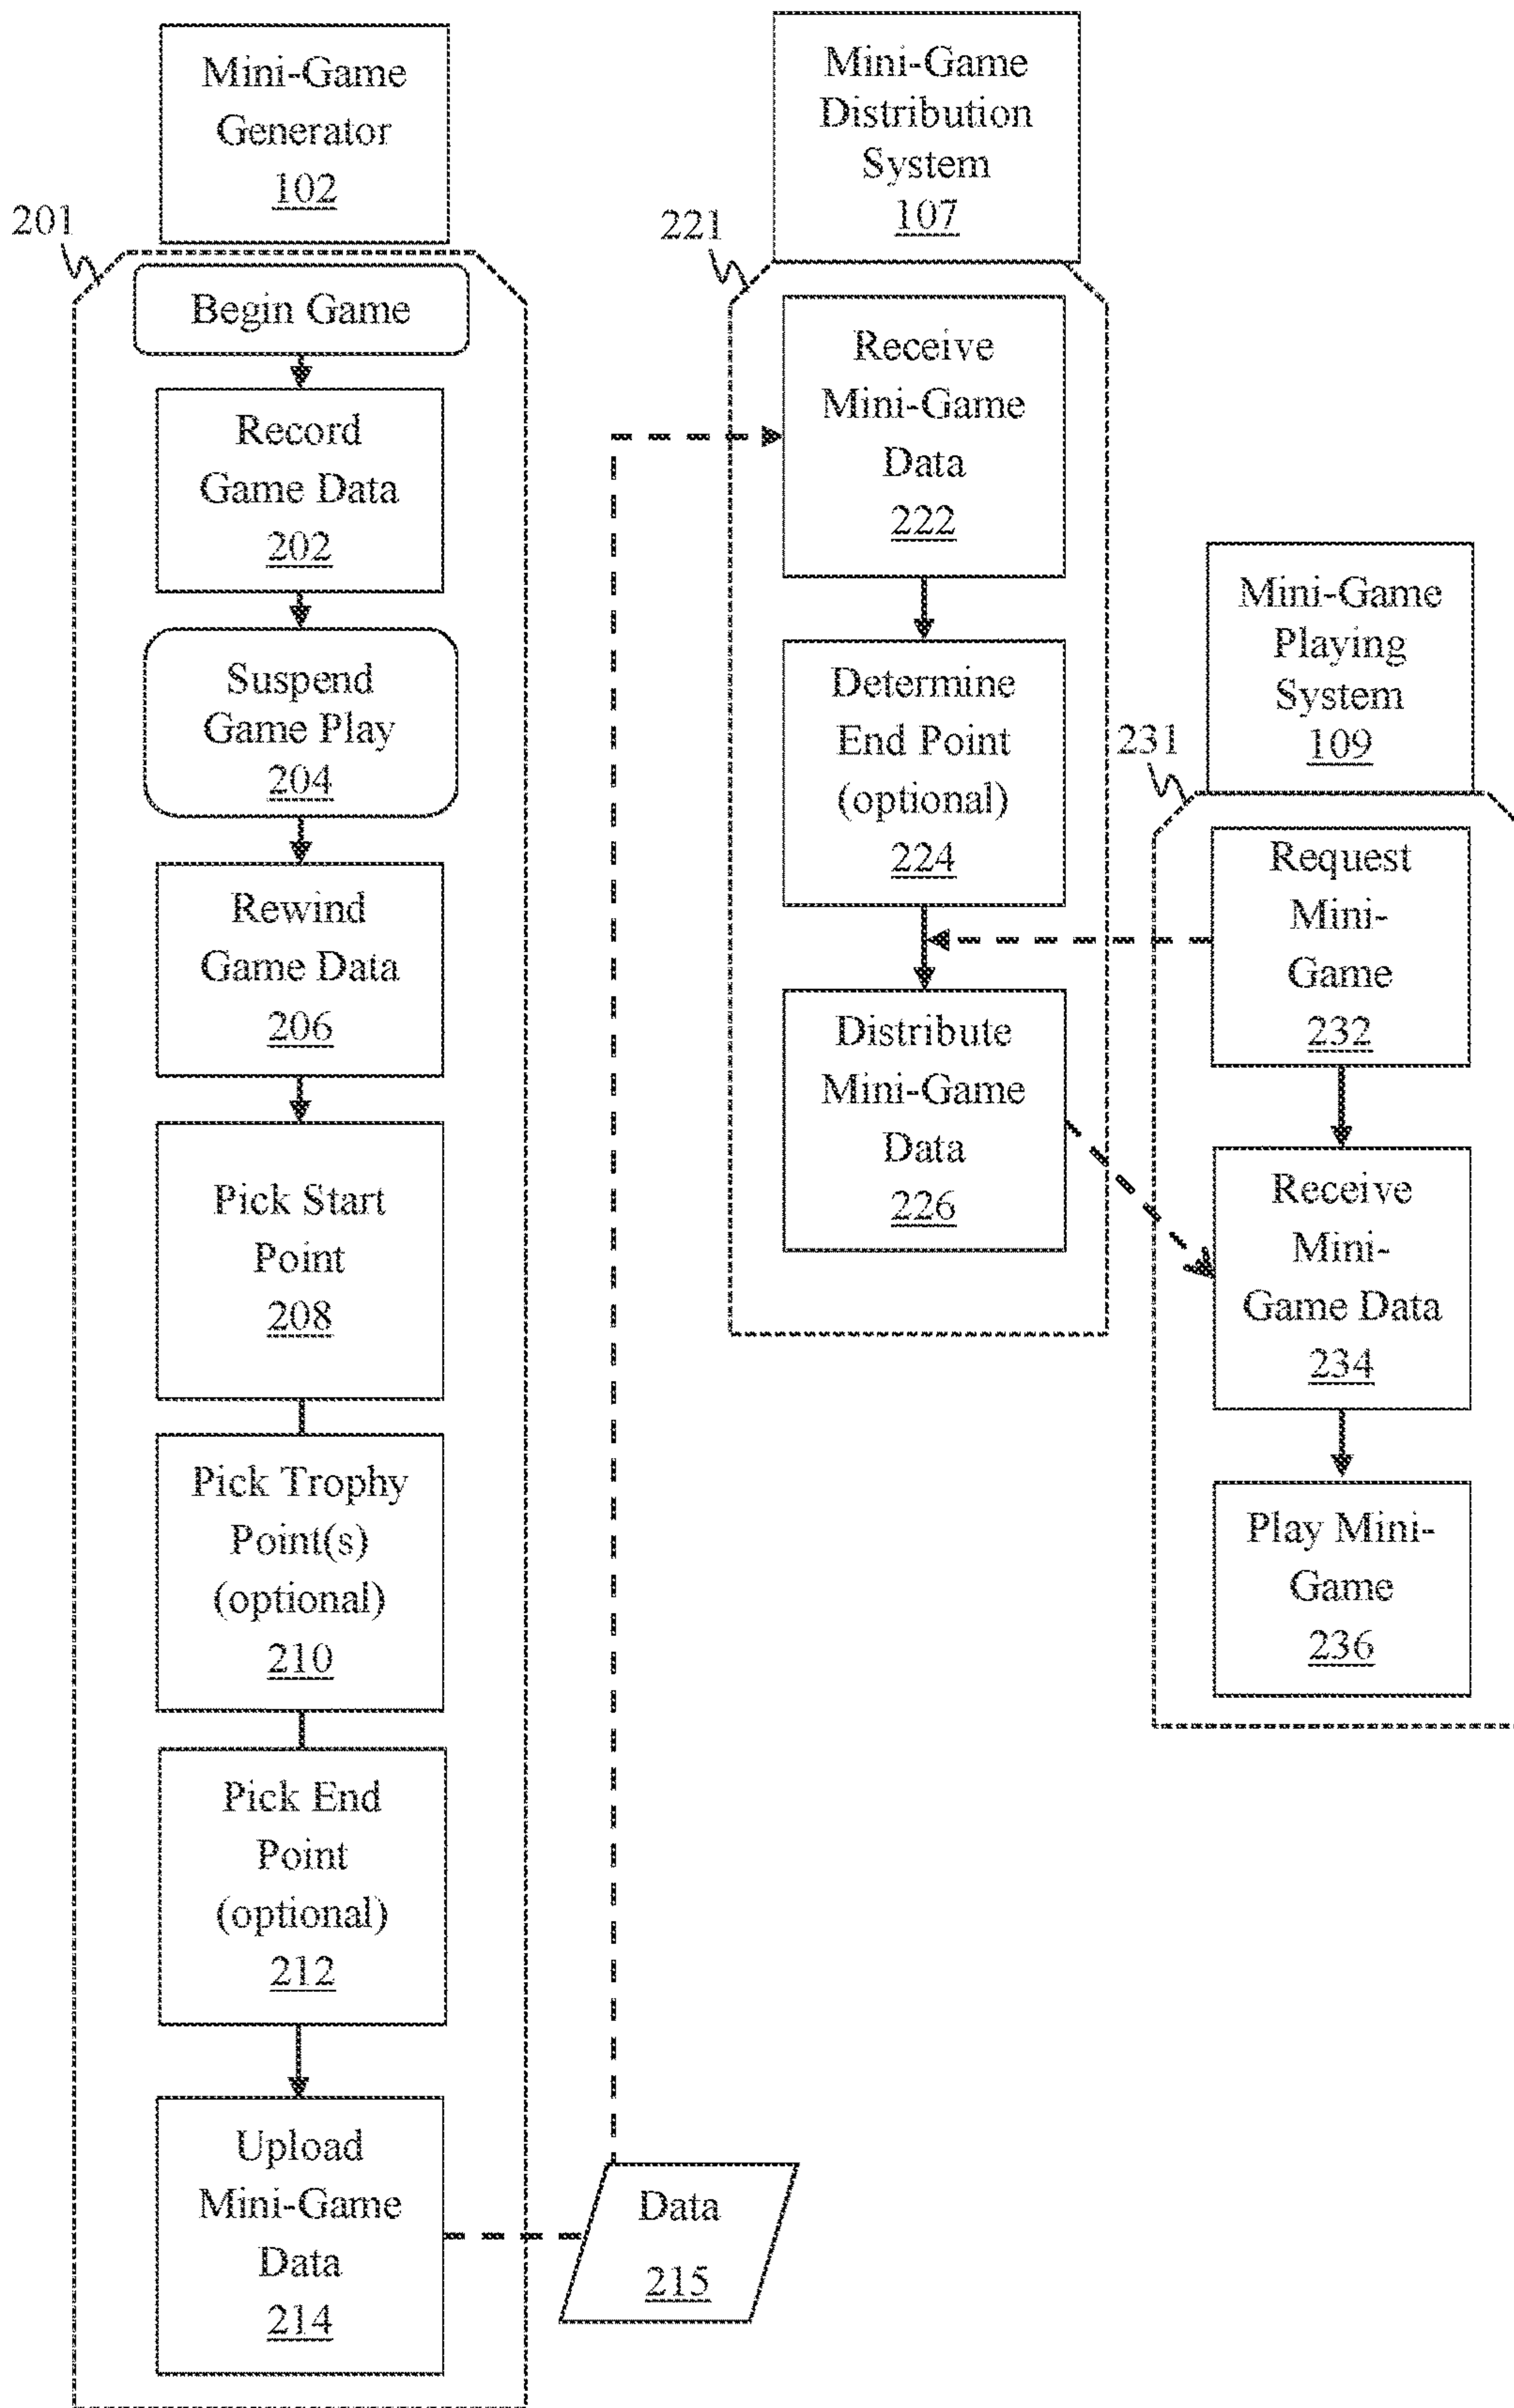 Mini-Game
Generator
102
201
Begin Game
Record
Game Data
202
Suspend
Game Play
204
Rewind
Game Data
206
Pick Start
Point
208
Pick Trophy
Point(s)
(optional)
210
Pick End
Point
(optional)
212
Upload
Mini-Game
Data
214
Data
215
Mini-Game
Distribution
System
107
221
Receive
Mini-Game
Data
222
Determine
End Point
(optional)
224
Distribute
Mini-Game
Data
226
Mini-Game
Playing
System
109
231
Request
Mini-
Game
232
Receive
Mini-
Game Data
234
Play Mini-
Game
236